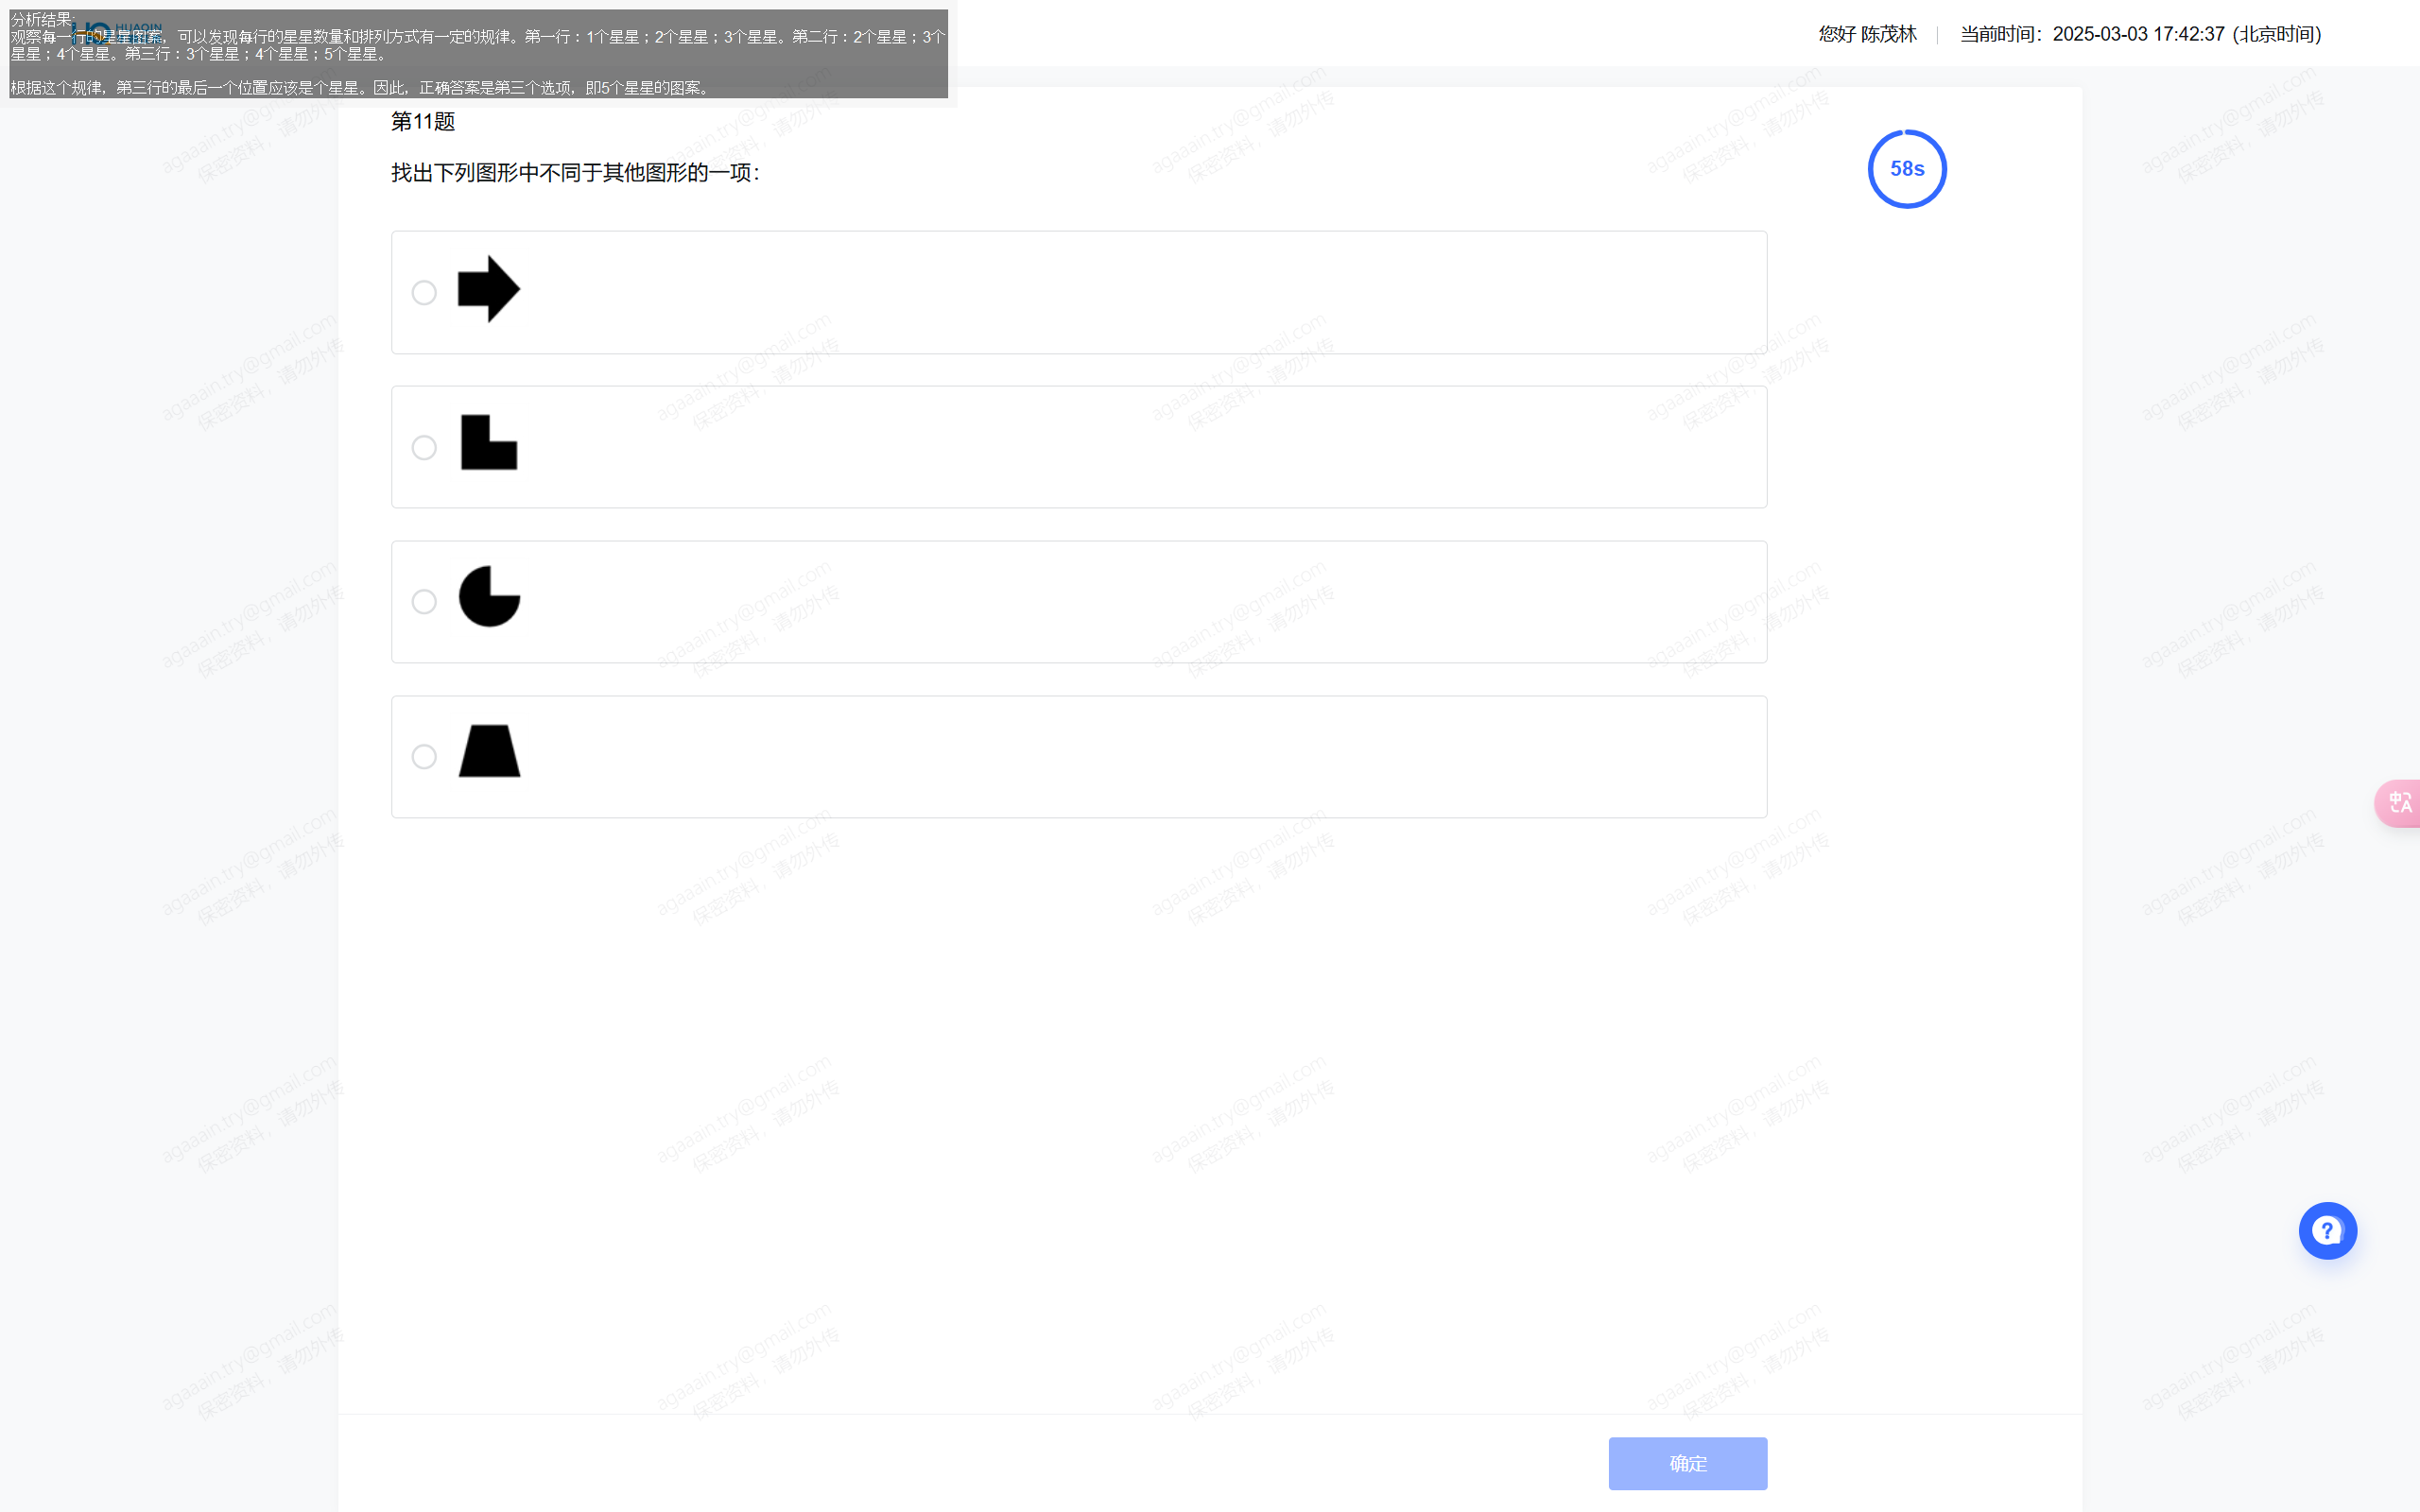 分析结果:
HUAQIN
观察每一行的星星图案，可以发现每行的星星数量和排列方式有一定的规律。第一行：1个星星；2个星星；3个星星。第二行：2个星星；3个
星星；4个星星。第三行：3个星星；4个星星；5个星星。
根据这个规律，第三行的最后一个位置应该是个星星。因此，正确答案是第三个选项，即5个星星的图案。
您好 陈茂林
当前时间：2025-03-03 17:42:37 (北京时间)
第11题
58s
找出下列图形中不同于其他图形的一项：
确定
agaaain.try@gmail.com
保密资料，请勿外传